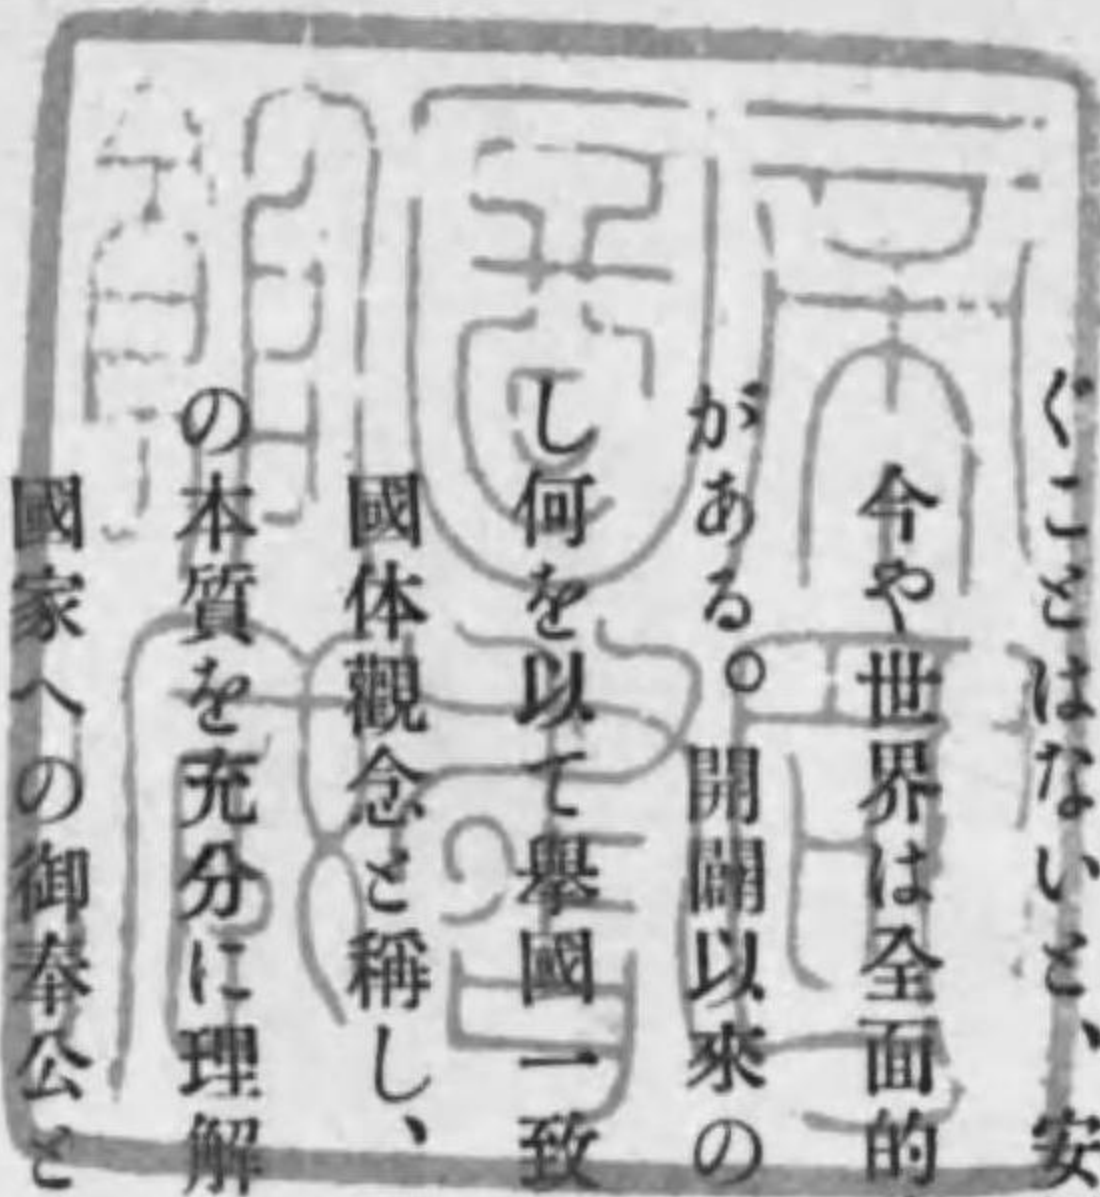 ぐことはないと、安
今や世界は全面的
がある。開闢以來の
し何を以て擧國一致
國体觀念と稱し、
の本質を充分に理解
國家への御奉公と